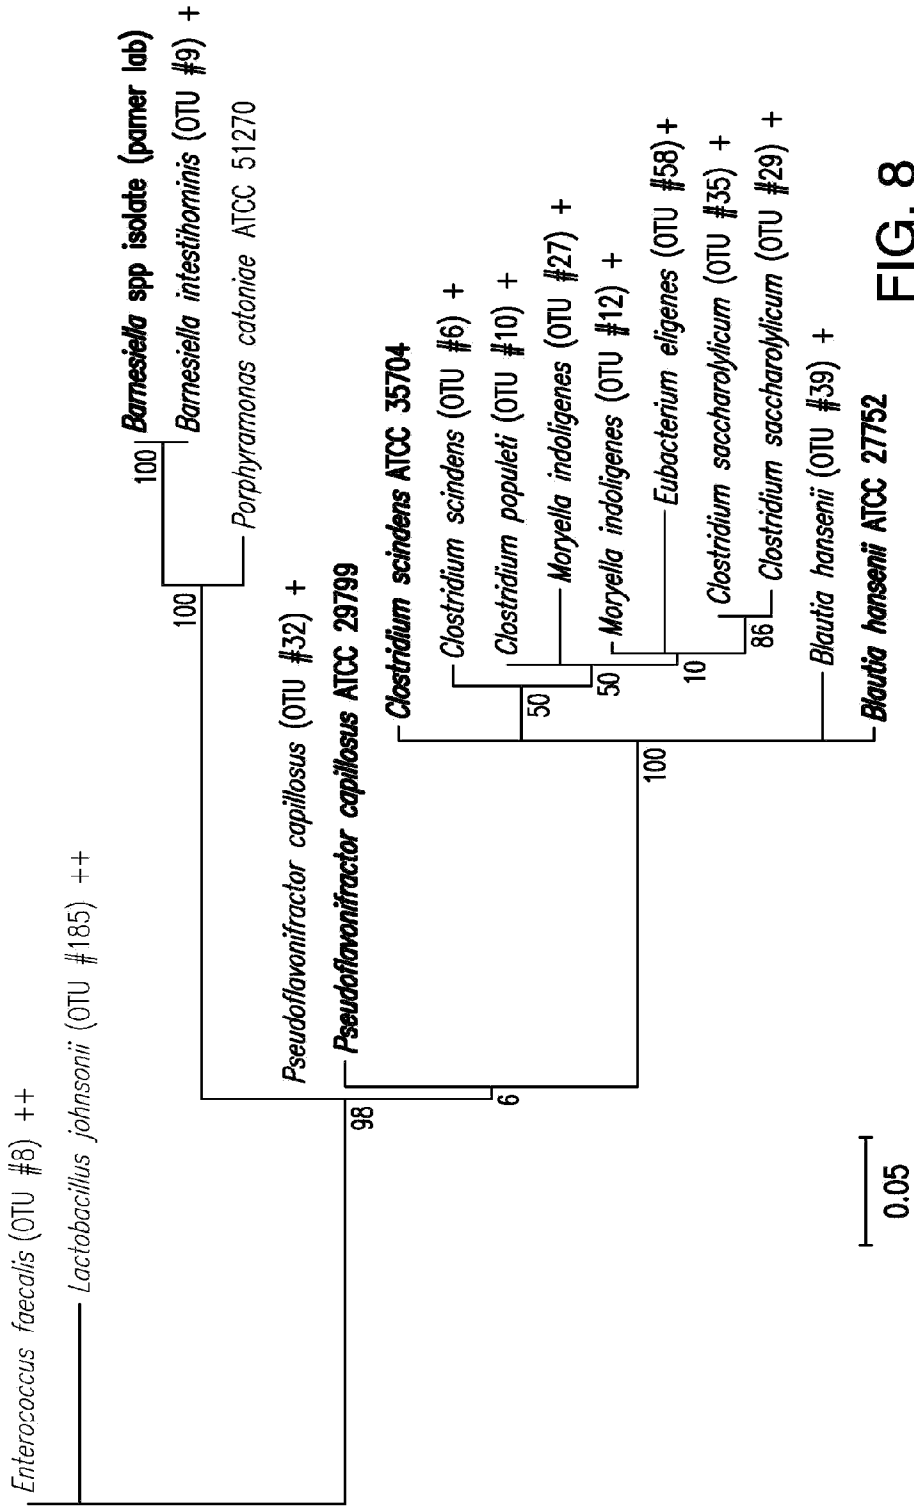 Enterococcus faecalis (OTU #8) ++
Lactobacillus johnsonii (OTU #185) ++
Barnesiella spp isolate (pamer lab)
Barnesiella intestihominis (OTU #9) +
Porphyramonas catoniae ATCC 51270
100
100
Pseudoflavonifractor capillosus (OTU #32) +
Pseudoflavonifractor capillosus ATCC 29799
98
6
Clostridium scindens ATCC 35704
Clostridium scindens (OTU #6) +
Clostridium populeti (OTU #10) +
Moryella indoligenes (OTU #27) +
Moryella indoligenes (OTU #12) +
Eubacterium eligenes (OTU #58) +
Clostridium saccharolylicum (OTU #35) +
Clostridium saccharolylicum (OTU #29) +
Blautia hansenii (OTU #39) +
Blautia hansenii ATCC 27752
50
50
10
86
100
0.05
FIG. 8